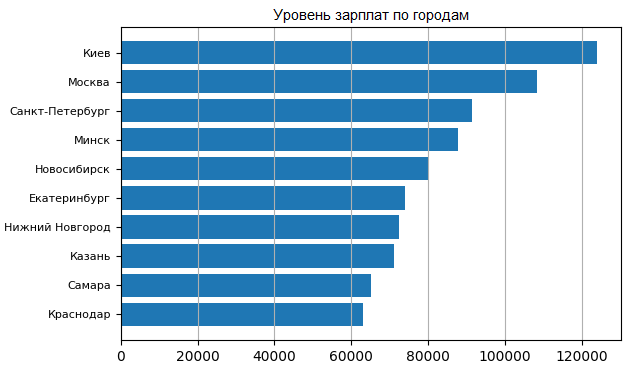 Уровень зарплат по городам
Киев
Москва
Санкт-Петербург
Минск
Новосибирск
Екатеринбург
Нижний Новгород
Казань
Самара
Краснодар
0 20000 40000 60000 80000 100000 120000